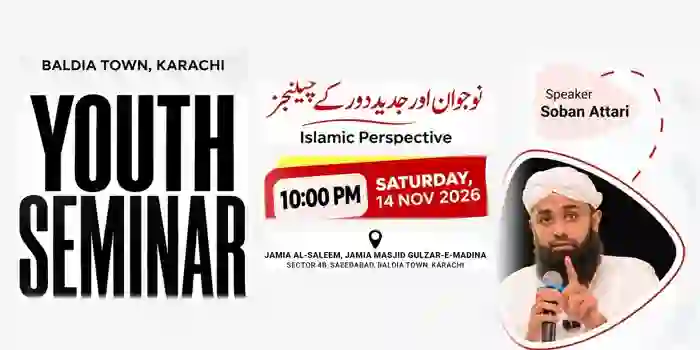 BALDIA TOWN, KARACHI
YOUTH
SEMINAR
نوجوان اور جدید دور کے چیلنجز
Islamic Perspective
10:00 PM
SATURDAY,
14 NOV 2026
JAMIA AL-SALEEM, JAMIA MASJID GULZAR-E-MADINA
SECTOR 4B, SAEEDABAD, BALDIA TOWN, KARACHI
Speaker
Soban Attari